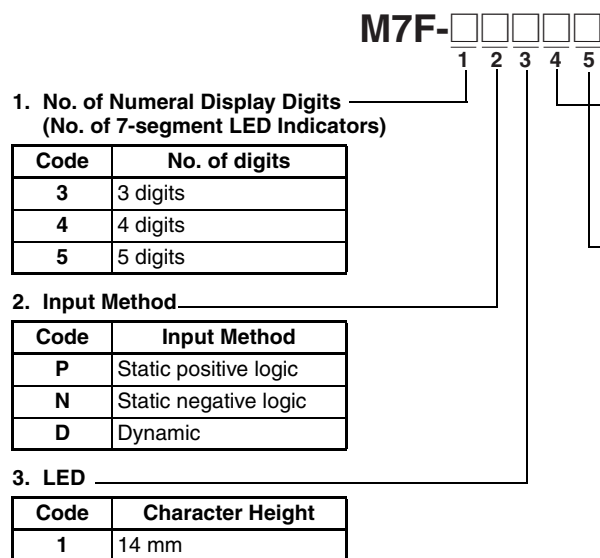 M7F-□□□□□
1 2 3 4 5
1. No. of Numeral Display Digits
(No. of 7-segment LED Indicators)
Code No. of digits
3 3 digits
4 4 digits
5 5 digits
2. Input Method
Code Input Method
P Static positive logic
N Static negative logic
D Dynamic
3. LED
Code Character Height
1 14 mm